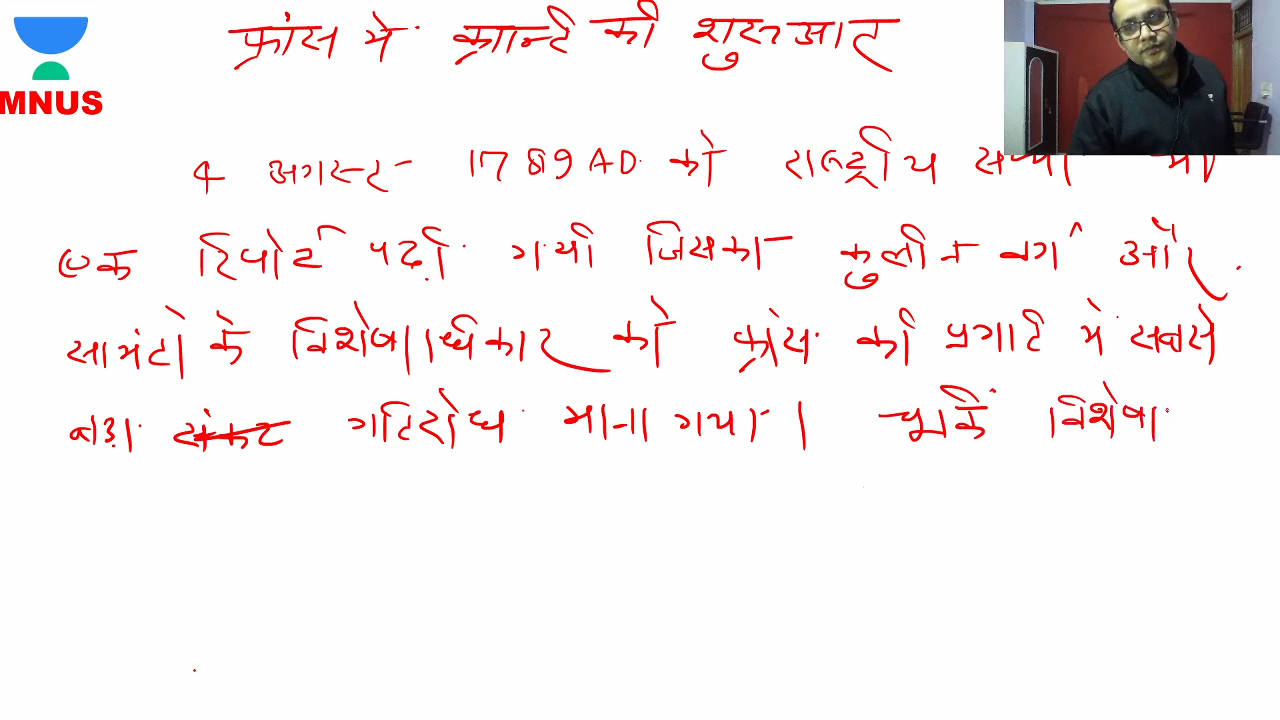 फ्रांस में क्रान्ति की शुरूआत
MNUS
4 अगस्त 1789 AD को राष्ट्रीय सभा
एक रिपोर्ट पढ़ी गयी जिसका कुलीन वर्ग और
सामंतो के विशेषाधिकार को फ्रांस की प्रगति में सबसे
बड़ा संकट गतिरोध माना गया। चूकिं विशेषा